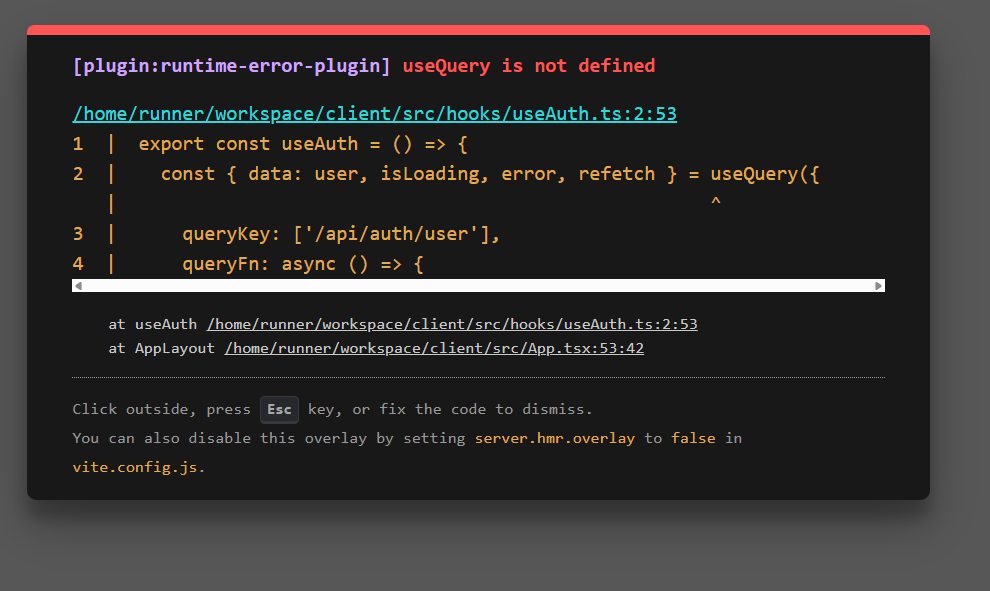 [plugin:runtime-error-plugin] useQuery is not defined
/home/runner/workspace/client/src/hooks/useAuth.ts:2:53
1  |  export const useAuth = () => {
2  |    const { data: user, isLoading, error, refetch } = useQuery({
   |                                                      ^
3  |      queryKey: ['/api/auth/user'],
4  |      queryFn: async () => {
at useAuth /home/runner/workspace/client/src/hooks/useAuth.ts:2:53
at AppLayout /home/runner/workspace/client/src/App.tsx:53:42
Click outside, press Esc key, or fix the code to dismiss.
You can also disable this overlay by setting server.hmr.overlay to false in
vite.config.js.